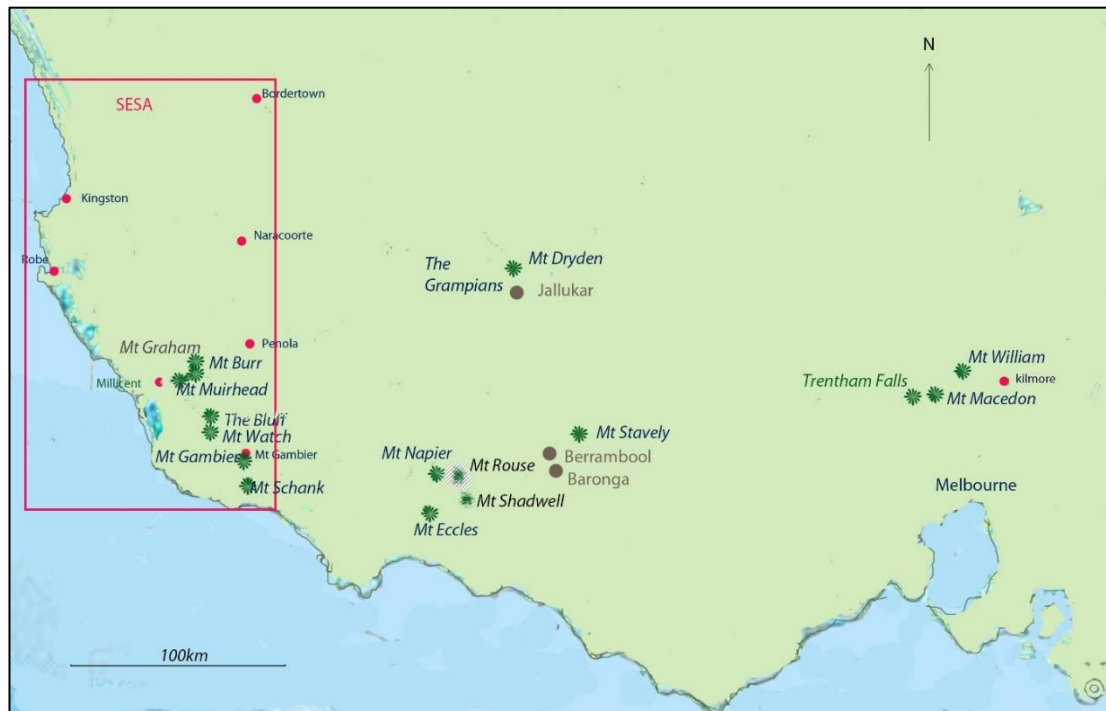 N
SESA
Bordertown
Kingston
Naracoorte
Robe
The
Grampians
Mt Dryden
Jallukar
Penola
Mt Graham
Mt Burr
Millicent
Mt Muirhead
Mt William
Trentham Falls
kilmore
Mt Macedon
The Bluff
Mt Watch
Mt Gambier
Mt Gambier
Mt Schank
Mt Stavely
Mt Napier
Mt Rouse
Berrambool
Baronga
Mt Shadwell
Mt Eccles
Melbourne
100km